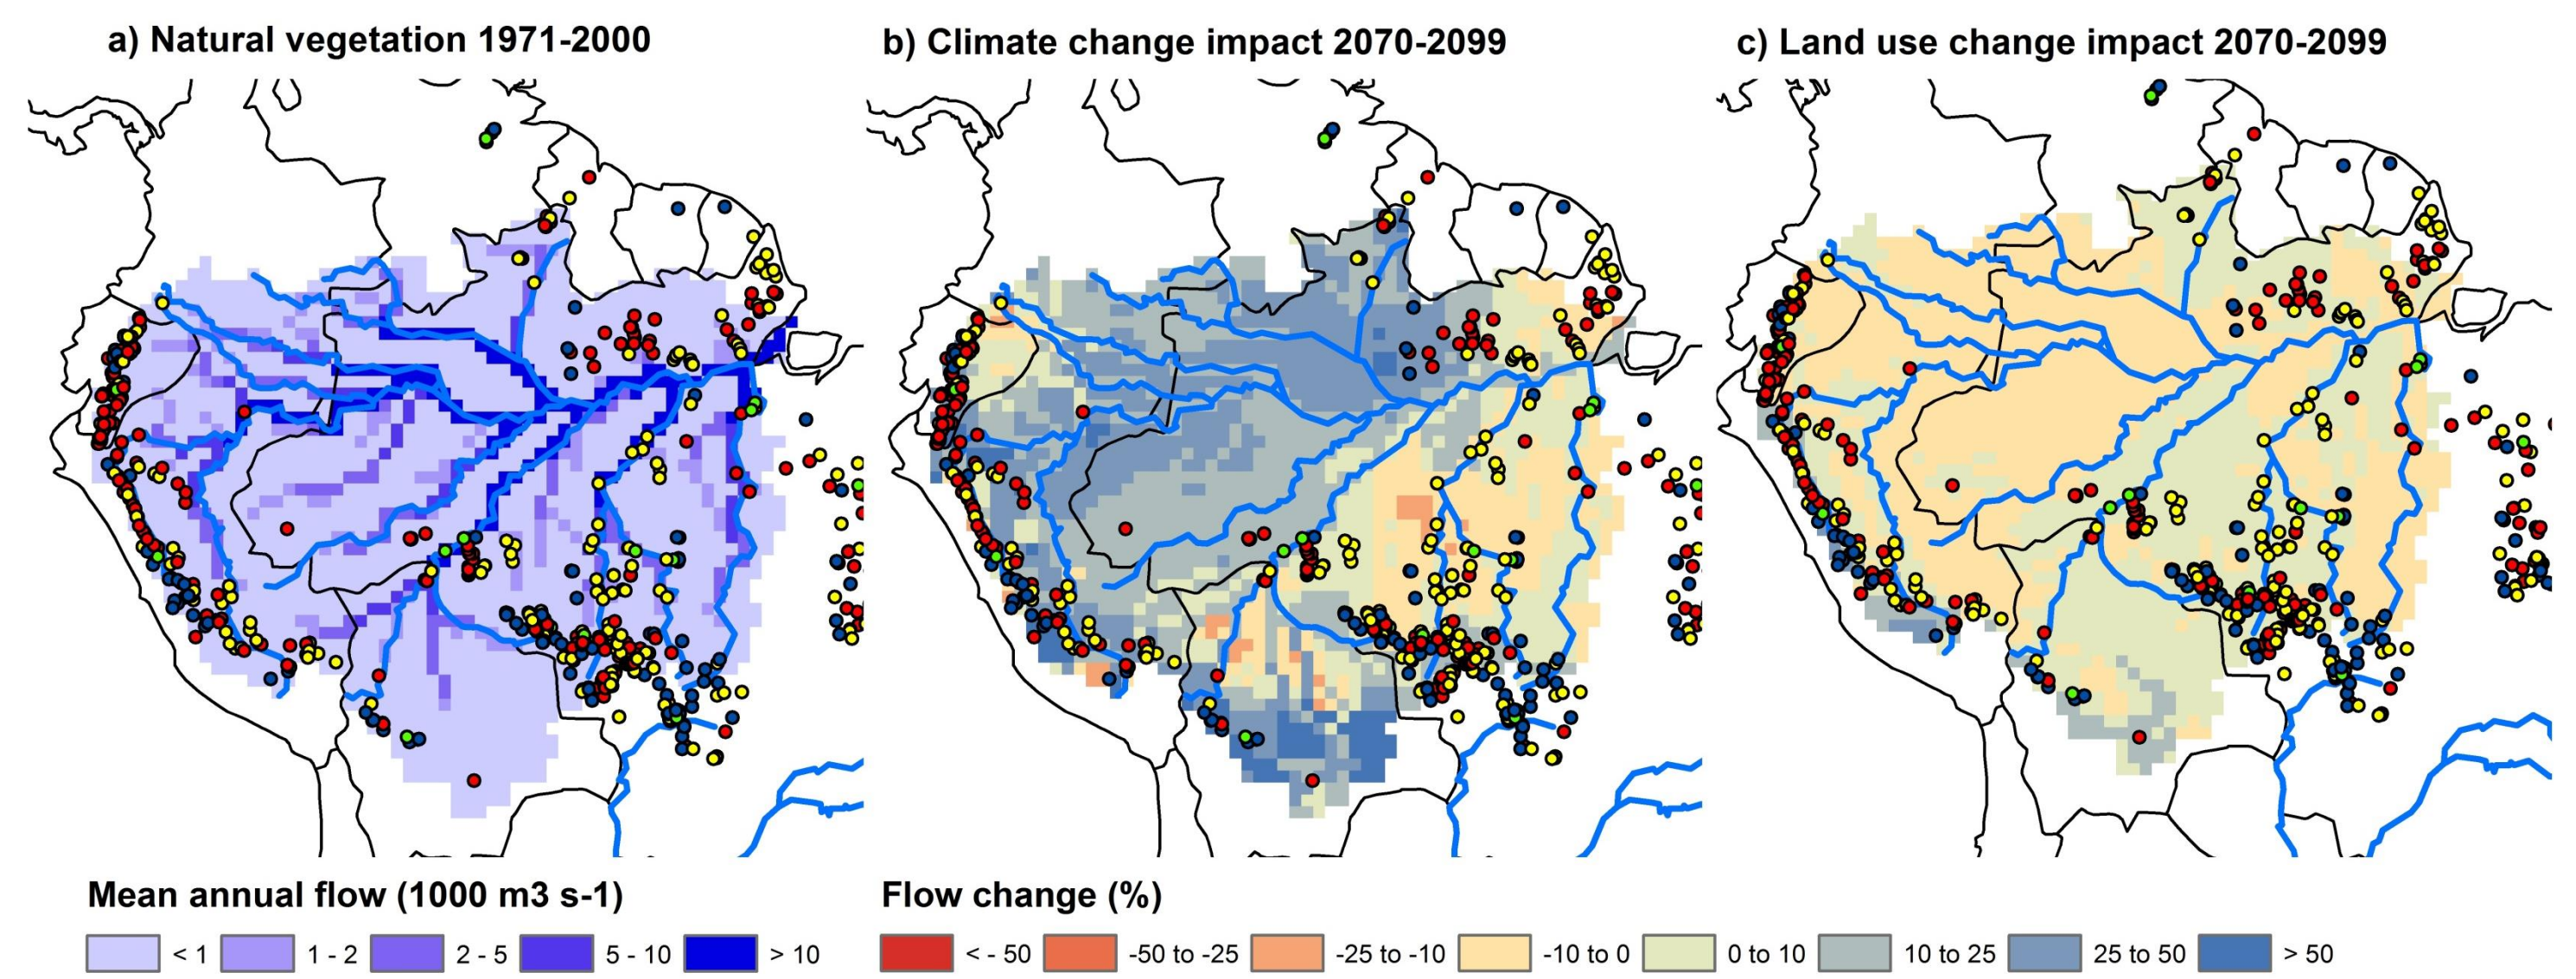 a) Natural vegetation 1971-2000
b) Climate change impact 2070-2099
c) Land use change impact 2070-2099
Mean annual flow (1000 m3 s-1)
< 1
1 - 2
2 - 5
5 - 10
> 10
Flow change (%)
< - 50
-50 to -25
-25 to -10
-10 to 0
0 to 10
10 to 25
25 to 50
> 50